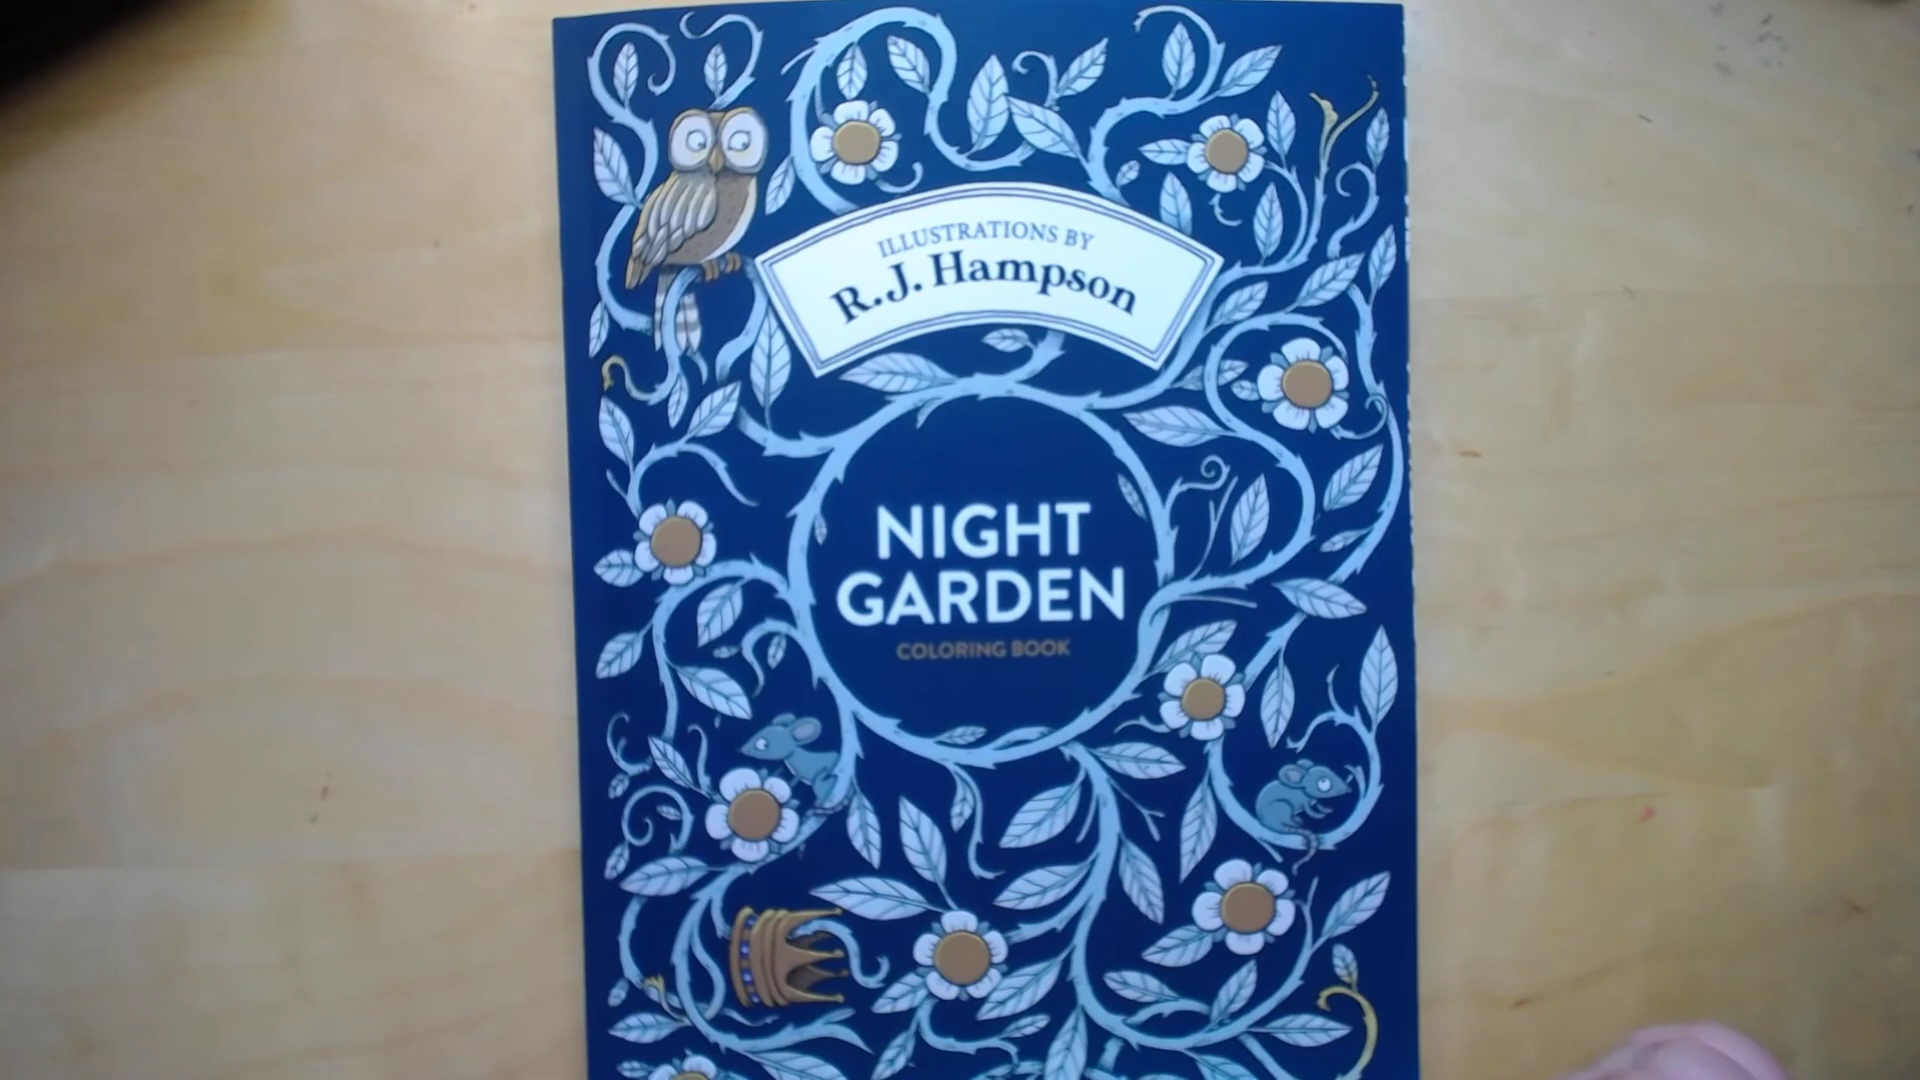 ILLUSTRATIONS BY
R.J. Hampson
NIGHT
GARDEN
COLORING BOOK